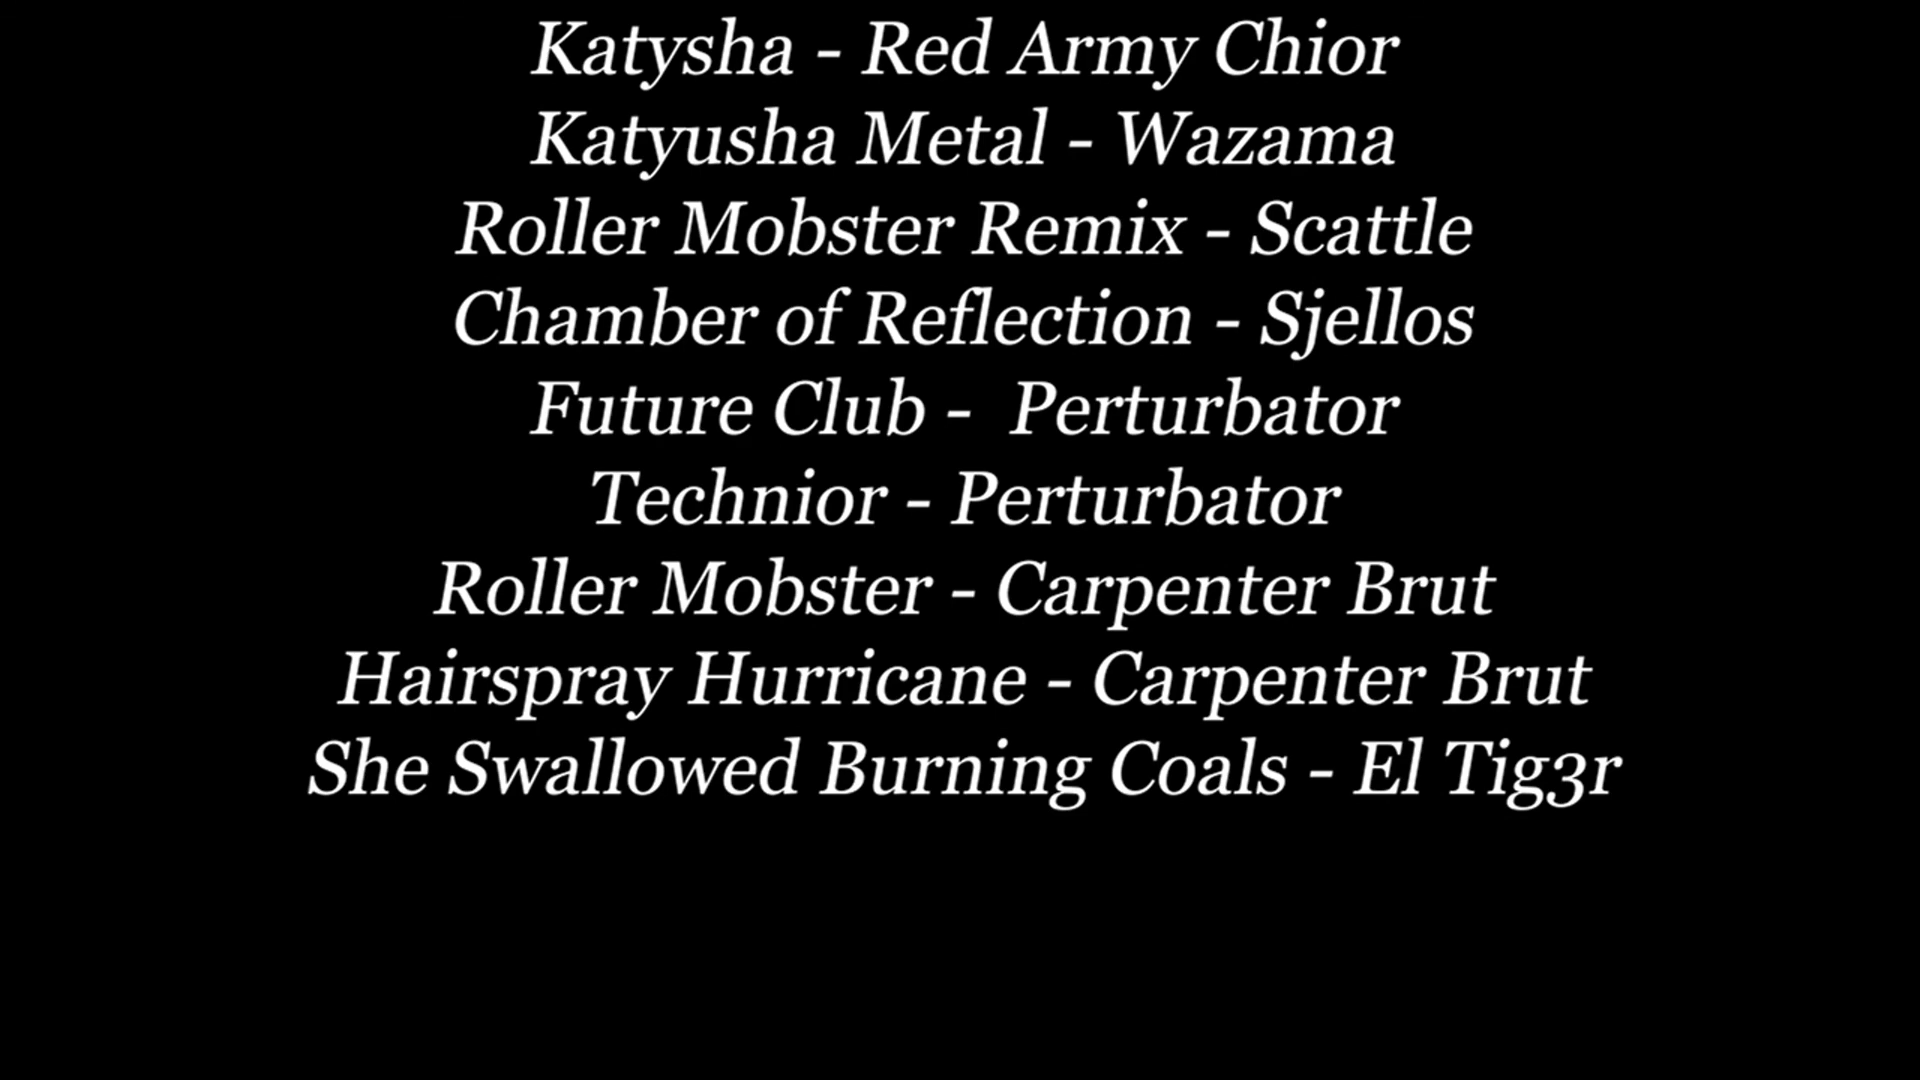 Katysha - Red Army Chior
Katyusha Metal - Wazama
Roller Mobster Remix - Scattle
Chamber of Reflection - Sjellos
Future Club -  Perturbator
Technior - Perturbator
Roller Mobster - Carpenter Brut
Hairspray Hurricane - Carpenter Brut
She Swallowed Burning Coals - El Tig3r